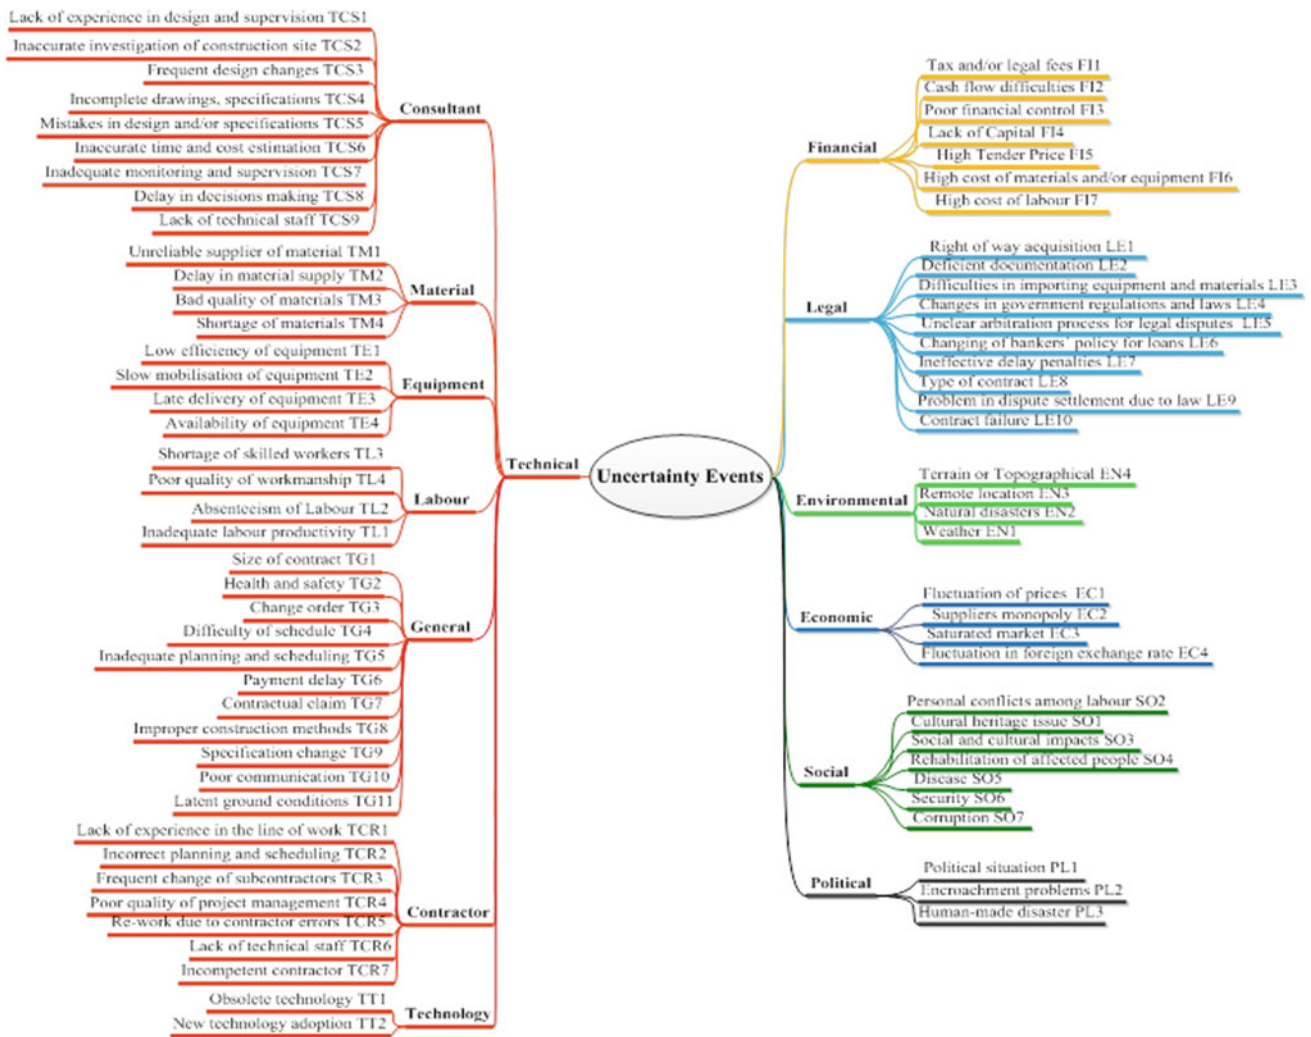 Lack of experience in design and supervision TCS1
Inaccurate investigation of construction site TCS2
Frequent design changes TCS3
Incomplete drawings, specifications TCS4
Mistakes in design and/or specifications TCS5
Inaccurate time and cost estimation TCS6
Inadequate monitoring and supervision TCS7
Delay in decisions making TCS8
Lack of technical staff TCS9
Consultant
Unreliable supplier of material TM1
Delay in material supply TM2
Bad quality of materials TM3
Shortage of materials TM4
Material
Low efficiency of equipment TE1
Slow mobilisation of equipment TE2
Late delivery of equipment TE3
Availability of equipment TE4
Equipment
Shortage of skilled workers TL3
Poor quality of workmanship TL4
Absenteeism of Labour TL2
Inadequate labour productivity TL1
Labour
Size of contract TG1
Health and safety TG2
Change order TG3
Difficulty of schedule TG4
Inadequate planning and scheduling TG5
Payment delay TG6
Contractual claim TG7
Improper construction methods TG8
Specification change TG9
Poor communication TG10
Latent ground conditions TG11
General
Lack of experience in the line of work TCR1
Incorrect planning and scheduling TCR2
Frequent change of subcontractors TCR3
Poor quality of project management TCR4
Re-work due to contractor errors TCR5
Lack of technical staff TCR6
Incompetent contractor TCR7
Contractor
Obsolete technology TT1
New technology adoption TT2
Technology
Technical
Uncertainty Events
Financial
Tax and/or legal fees FI1
Cash flow difficulties FI2
Poor financial control FI3
Lack of Capital FI4
High Tender Price FI5
High cost of materials and/or equipment FI6
High cost of labour FI7
Legal
Right of way acquisition LE1
Deficient documentation LE2
Difficulties in importing equipment and materials LE3
Changes in government regulations and laws LE4
Unclear arbitration process for legal disputes LE5
Changing of bankers' policy for loans LE6
Ineffective delay penalties LE7
Type of contract LE8
Problem in dispute settlement due to law LE9
Contract failure LE10
Environmental
Terrain or Topographical EN4
Remote location EN3
Natural disasters EN2
Weather EN1
Economic
Fluctuation of prices EC1
Suppliers monopoly EC2
Saturated market EC3
Fluctuation in foreign exchange rate EC4
Social
Personal conflicts among labour SO2
Cultural heritage issue SO1
Social and cultural impacts SO3
Rehabilitation of affected people SO4
Disease SO5
Security SO6
Corruption SO7
Political
Political situation PL1
Encroachment problems PL2
Human-made disaster PL3